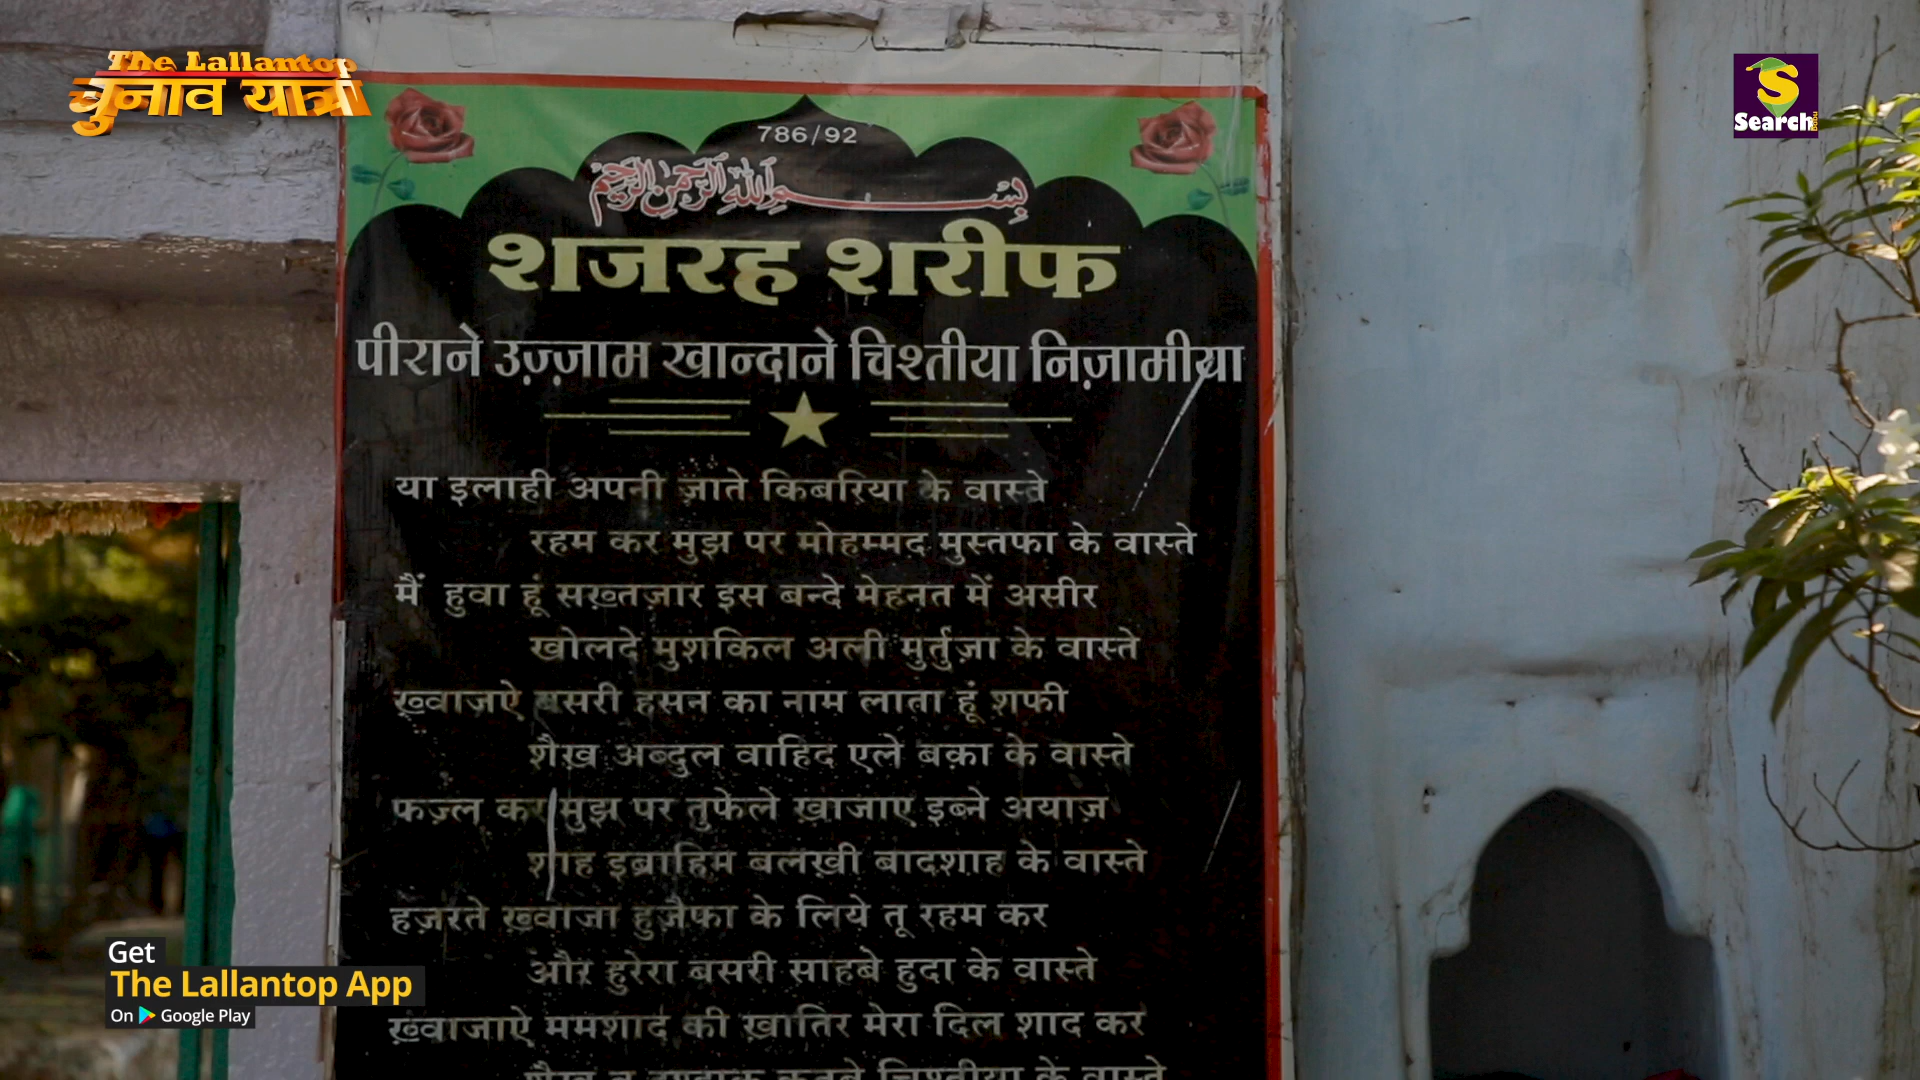 The Lallantop
चुनाव यात्रा
S
Search
786/92
بسم الله الرحمن الرحيم
शजरह शरीफ
पीराने उज़्ज़ाम खान्दाने चिश्तीया निज़ामीया
या इलाही अपनी ज़ाते किबरिया के वास्ते
रहम कर मुझ पर मोहम्मद मुस्तफा के वास्ते
मैं हुवा हूं सख़्तज़ार इस बन्दे मेहनत में असीर
खोलदे मुशकिल अली मुर्तुज़ा के वास्ते
ख़्वाजऐ बसरी हसन का नाम लाता हूं शफी
शैख़ अब्दुल वाहिद एले बक़ा के वास्ते
फज़्ल कर मुझ पर तुफेले ख़ाजाए इब्ने अयाज़
शाह इब्राहिम बलख़ी बादशाह के वास्ते
हज़रते ख़्वाजा हुज़ैफा के लिये तू रहम कर
और हुरेरा बसरी साहबे हुदा के वास्ते
ख़्वाजाऐ ममशाद की ख़ातिर मेरा दिल शाद कर
चिश्तीया के वास्ते
Get
The Lallantop App
On Google Play